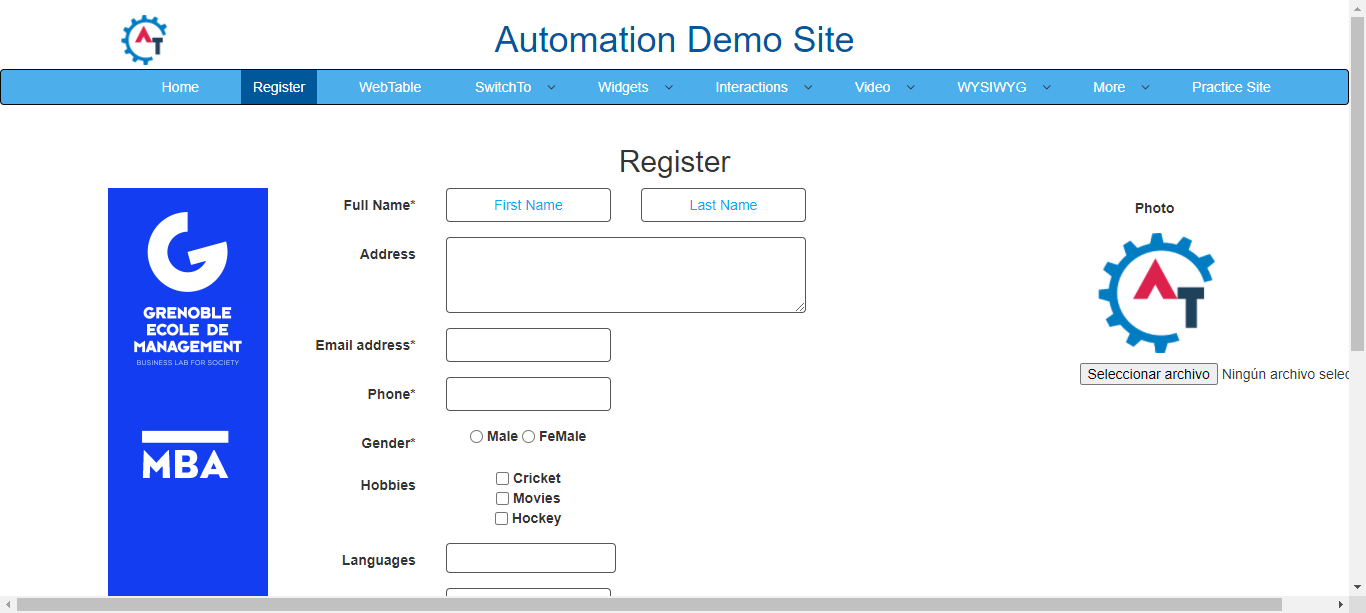 AT
Automation Demo Site
Home Register WebTable SwitchTo Widgets Interactions Video WYSIWYG More Practice Site
Register
GRENOBLE
ECOLE DE
MANAGEMENT
BUSINESS LAB FOR SOCIETY
MBA
Full Name* First Name Last Name
Address
Email address*
Phone*
Gender* Male FeMale
Hobbies Cricket
Movies
Hockey
Languages
Photo
AT
Seleccionar archivo Ningún archivo selec